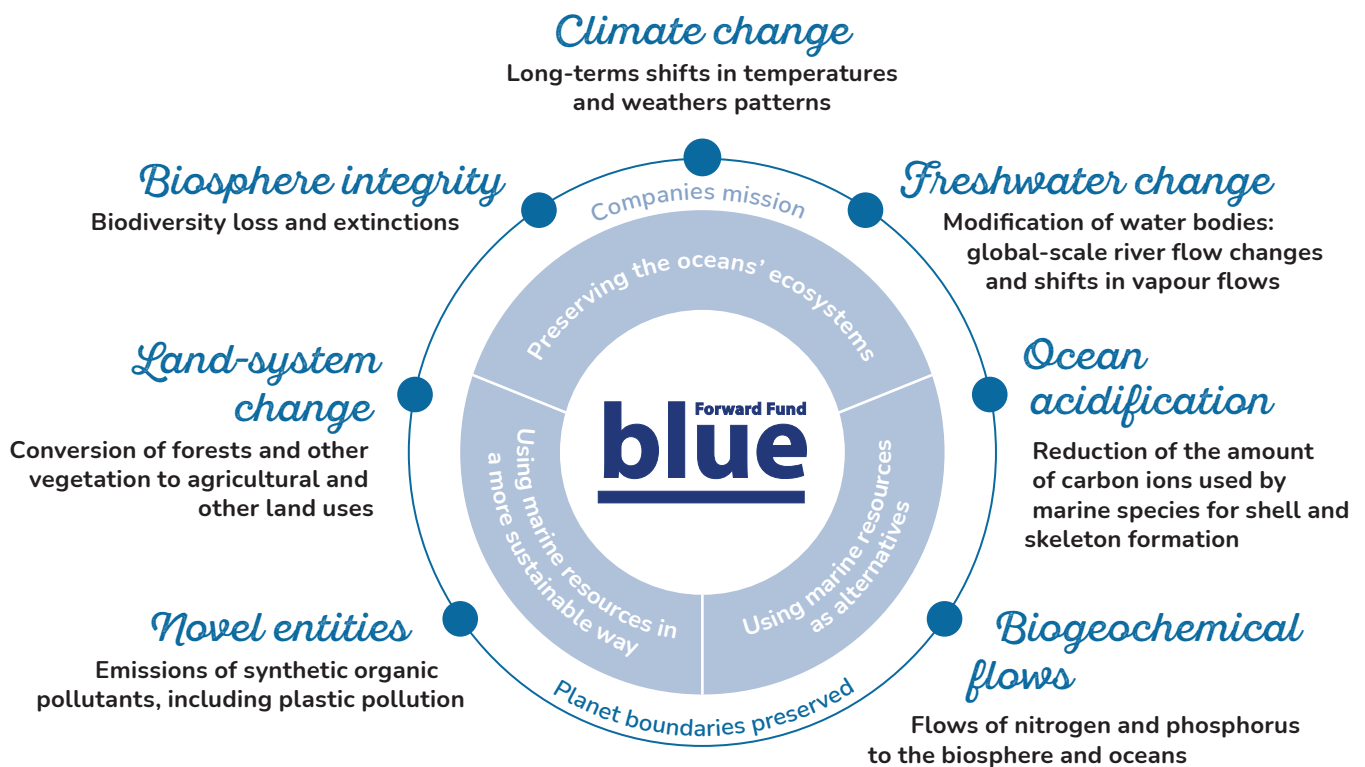 Climate change
Long-terms shifts in temperatures
and weathers patterns
Biosphere integrity
Biodiversity loss and extinctions
Freshwater change
Modification of water bodies:
global-scale river flow changes
and shifts in vapour flows
Companies mission
Preserving the oceans’ ecosystems
Land-system
change
Conversion of forests and other
vegetation to agricultural and
other land uses
Forward Fund
blue
Ocean
acidification
Reduction of the amount
of carbon ions used by
marine species for shell and
skeleton formation
Using marine resources in
a more sustainable way
Using marine resources
as alternatives
Novel entities
Emissions of synthetic organic
pollutants, including plastic pollution
Planet boundaries preserved
Biogeochemical
flows
Flows of nitrogen and phosphorus
to the biosphere and oceans